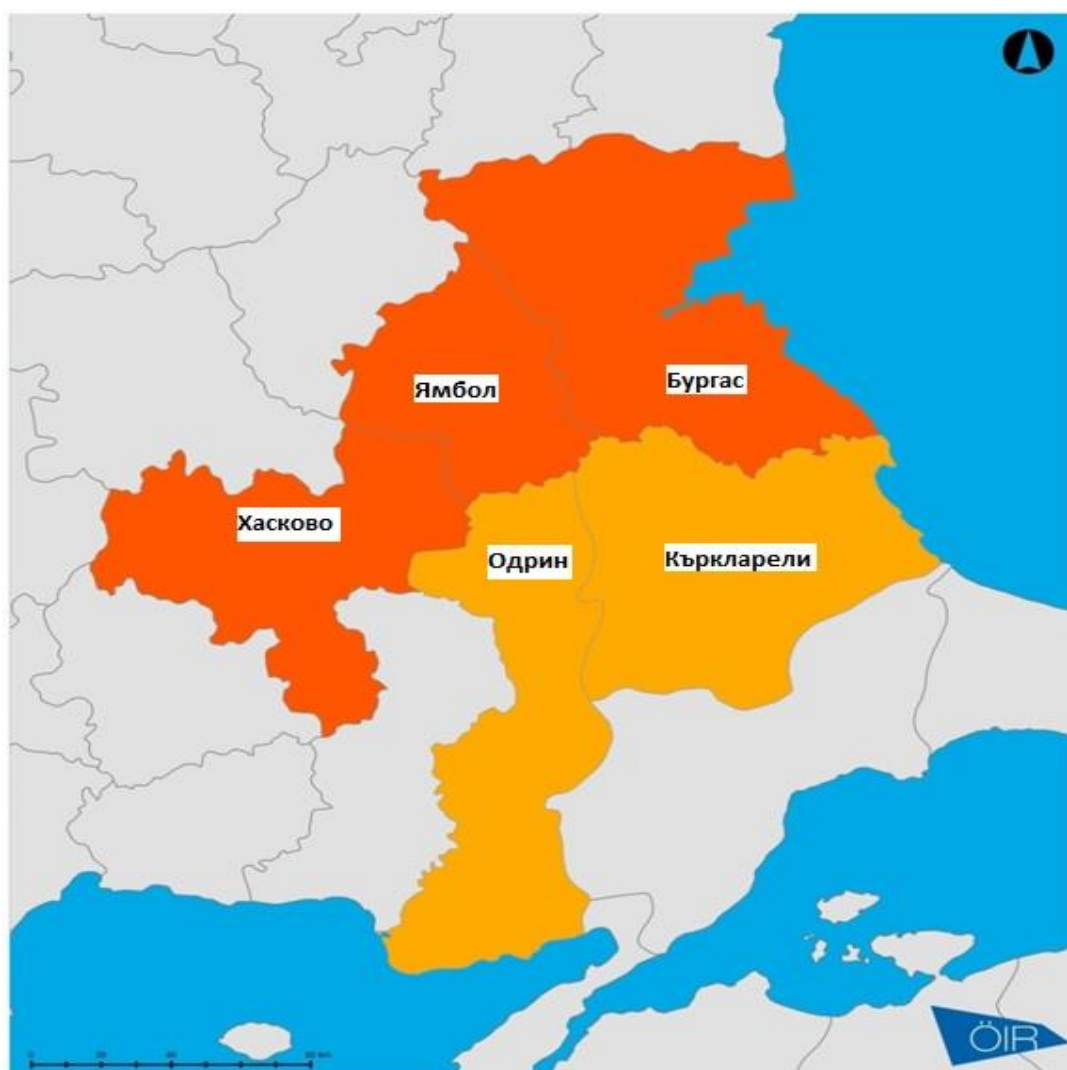 Ямбол
Бургас
Хасково
Одрин
Къркларели
ÖIR